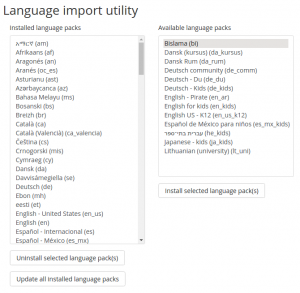 Language import utility
Installed language packs
አማርኛ (am)
Afrikaans (af)
Aragonés (an)
Aranés (oc_es)
Asturianu (ast)
Azərbaycanca (az)
Bahasa Melayu (ms)
Bosanski (bs)
Breizh (br)
Català (ca)
Català (Valencià) (ca_valencia)
Čeština (cs)
Crnogorski (mis)
Cymraeg (cy)
Dansk (da)
Davvisámegiella (se)
Deutsch (de)
Ebon (mh)
eesti (et)
English - United States (en_us)
English (en)
Español - Internacional (es)
Español - México (es_mx)
Uninstall selected language pack(s)
Update all installed language packs
Available language packs
Bislama (bi)
Dansk (kursus) (da_kursus)
Dansk Rum (da_rum)
Deutsch community (de_comm)
Deutsch - Du (de_du)
Deutsch - Kids (de_kids)
English - Pirate (en_ar)
English for kids (en_kids)
English US - K12 (en_us_k12)
Español de México para niños (es_mx_kids)
עברית בתי־ספר (he_kids)
Japanese - kids (ja_kids)
Lithuanian (university) (lt_uni)
Install selected language pack(s)